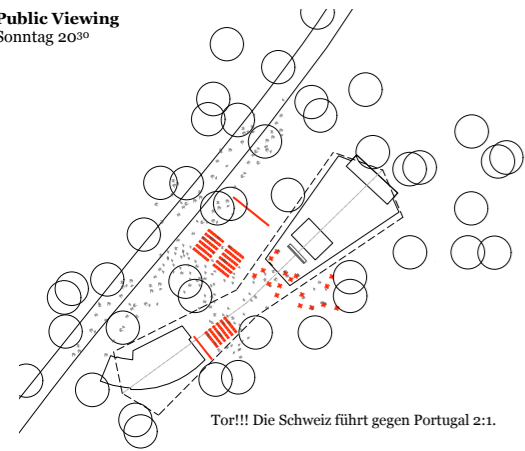 Public Viewing
Sonntag 20³⁰
Tor!!! Die Schweiz führt gegen Portugal 2:1.